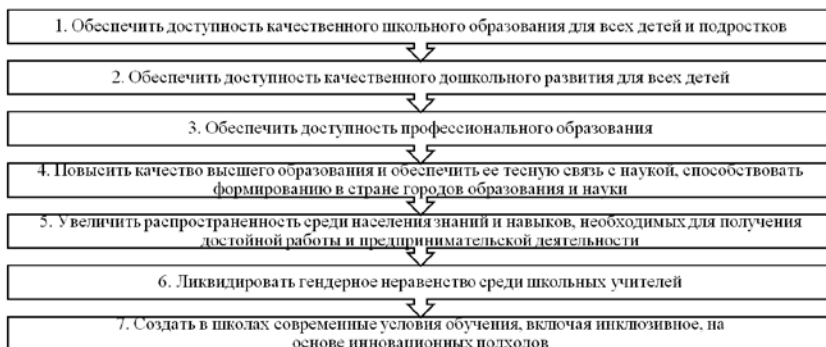 1. Обеспечить доступность качественного школьного образования для всех детей и подростков
2. Обеспечить доступность качественного дошкольного развития для всех детей
3. Обеспечить доступность профессионального образования
4. Повысить качество высшего образования и обеспечить ее тесную связь с наукой, способствовать
формированию в стране городов образования и науки
5. Увеличить распространенность среди населения знаний и навыков, необходимых для получения
достойной работы и предпринимательской деятельности
6. Ликвидировать гендерное неравенство среди школьных учителей
7. Создать в школах современные условия обучения, включая инклюзивное, на
основе инновационных подходов